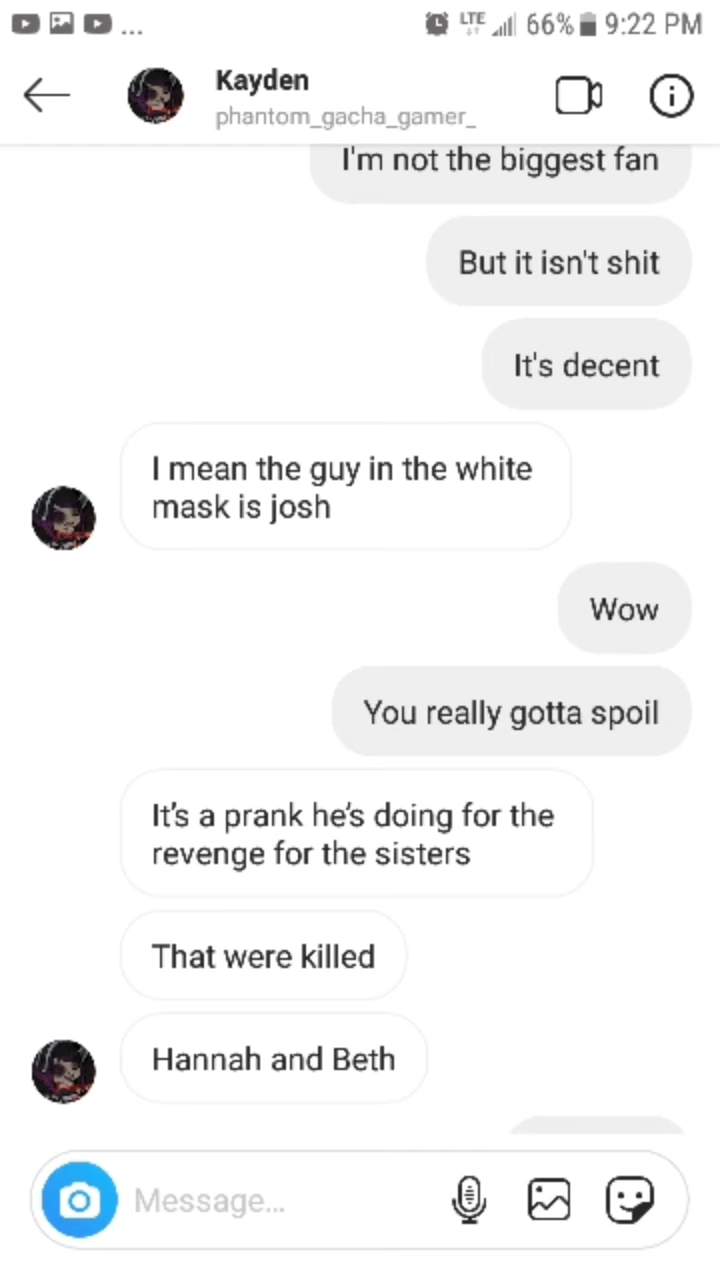 ... LTE 66% 9:22 PM
Kayden
phantom_gacha_gamer_
I'm not the biggest fan
But it isn't shit
It's decent
I mean the guy in the white
mask is josh
Wow
You really gotta spoil
It's a prank he's doing for the
revenge for the sisters
That were killed
Hannah and Beth
Message...